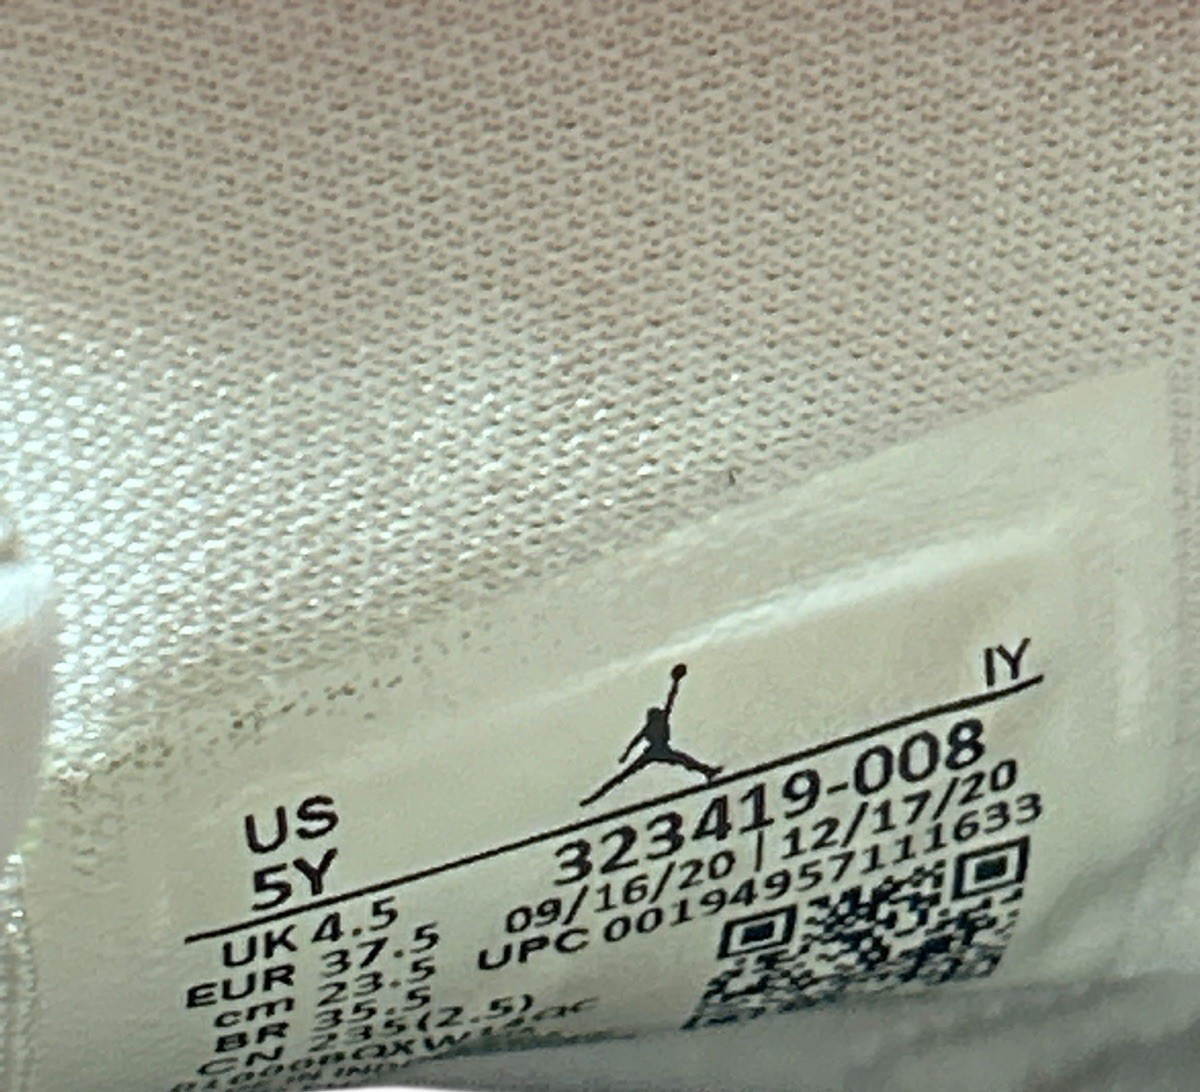 IY
US
5Y
323419-008
09/16/20 | 12/17/20
UPC 00194957111633
UK 4.5
EUR 37.5
cm 23.5
BR 35.5
CN 235(2.5)